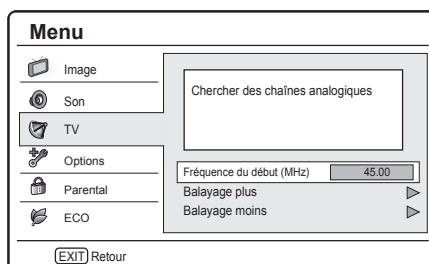 Menu
Image
Son
TV
Options
Parental
ECO
Chercher des chaînes analogiques
Fréquence du début (MHz) 45.00
Balayage plus
Balayage moins
EXIT Retour